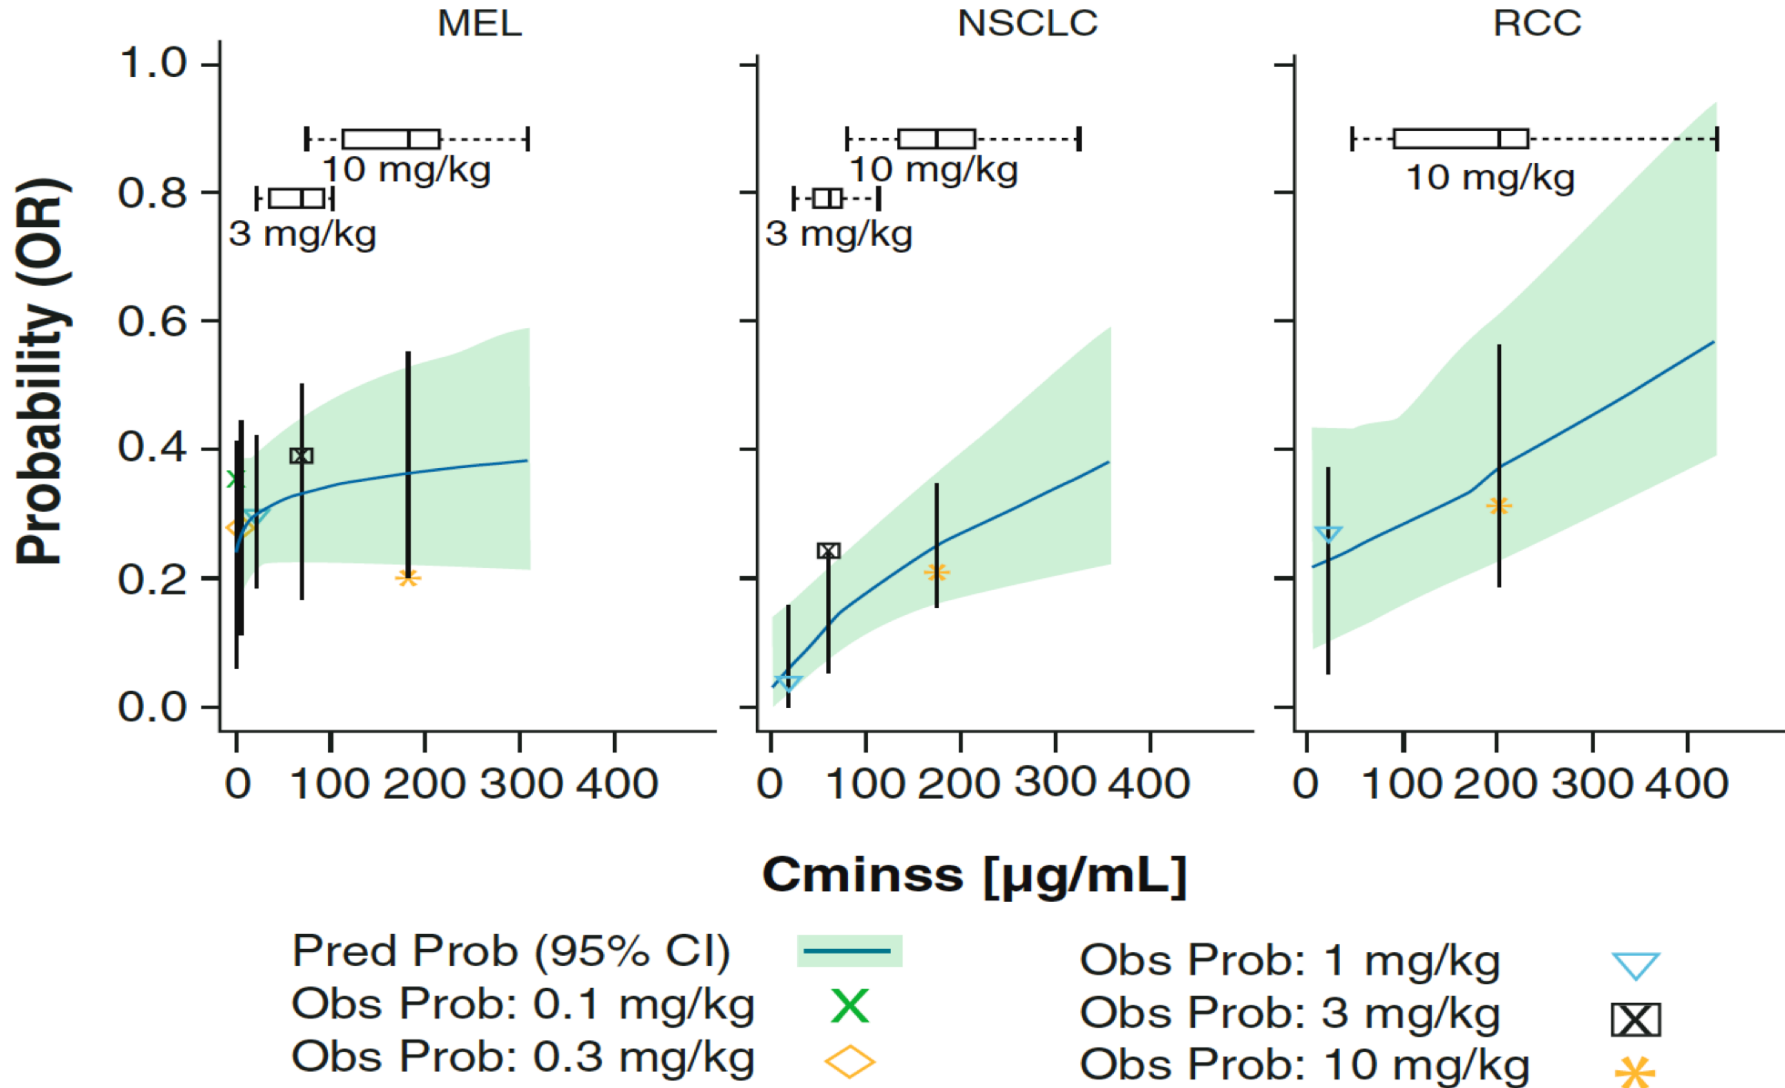 MEL NSCLC RCC
Probability (OR)
1.0
0.8
0.6
0.4
0.2
0.0
10 mg/kg
3 mg/kg
10 mg/kg
3 mg/kg
10 mg/kg
0 100 200 300 400
0 100 200 300 400
0 100 200 300 400
Cminss [µg/mL]
Pred Prob (95% CI)
Obs Prob: 0.1 mg/kg
Obs Prob: 0.3 mg/kg
Obs Prob: 1 mg/kg
Obs Prob: 3 mg/kg
Obs Prob: 10 mg/kg